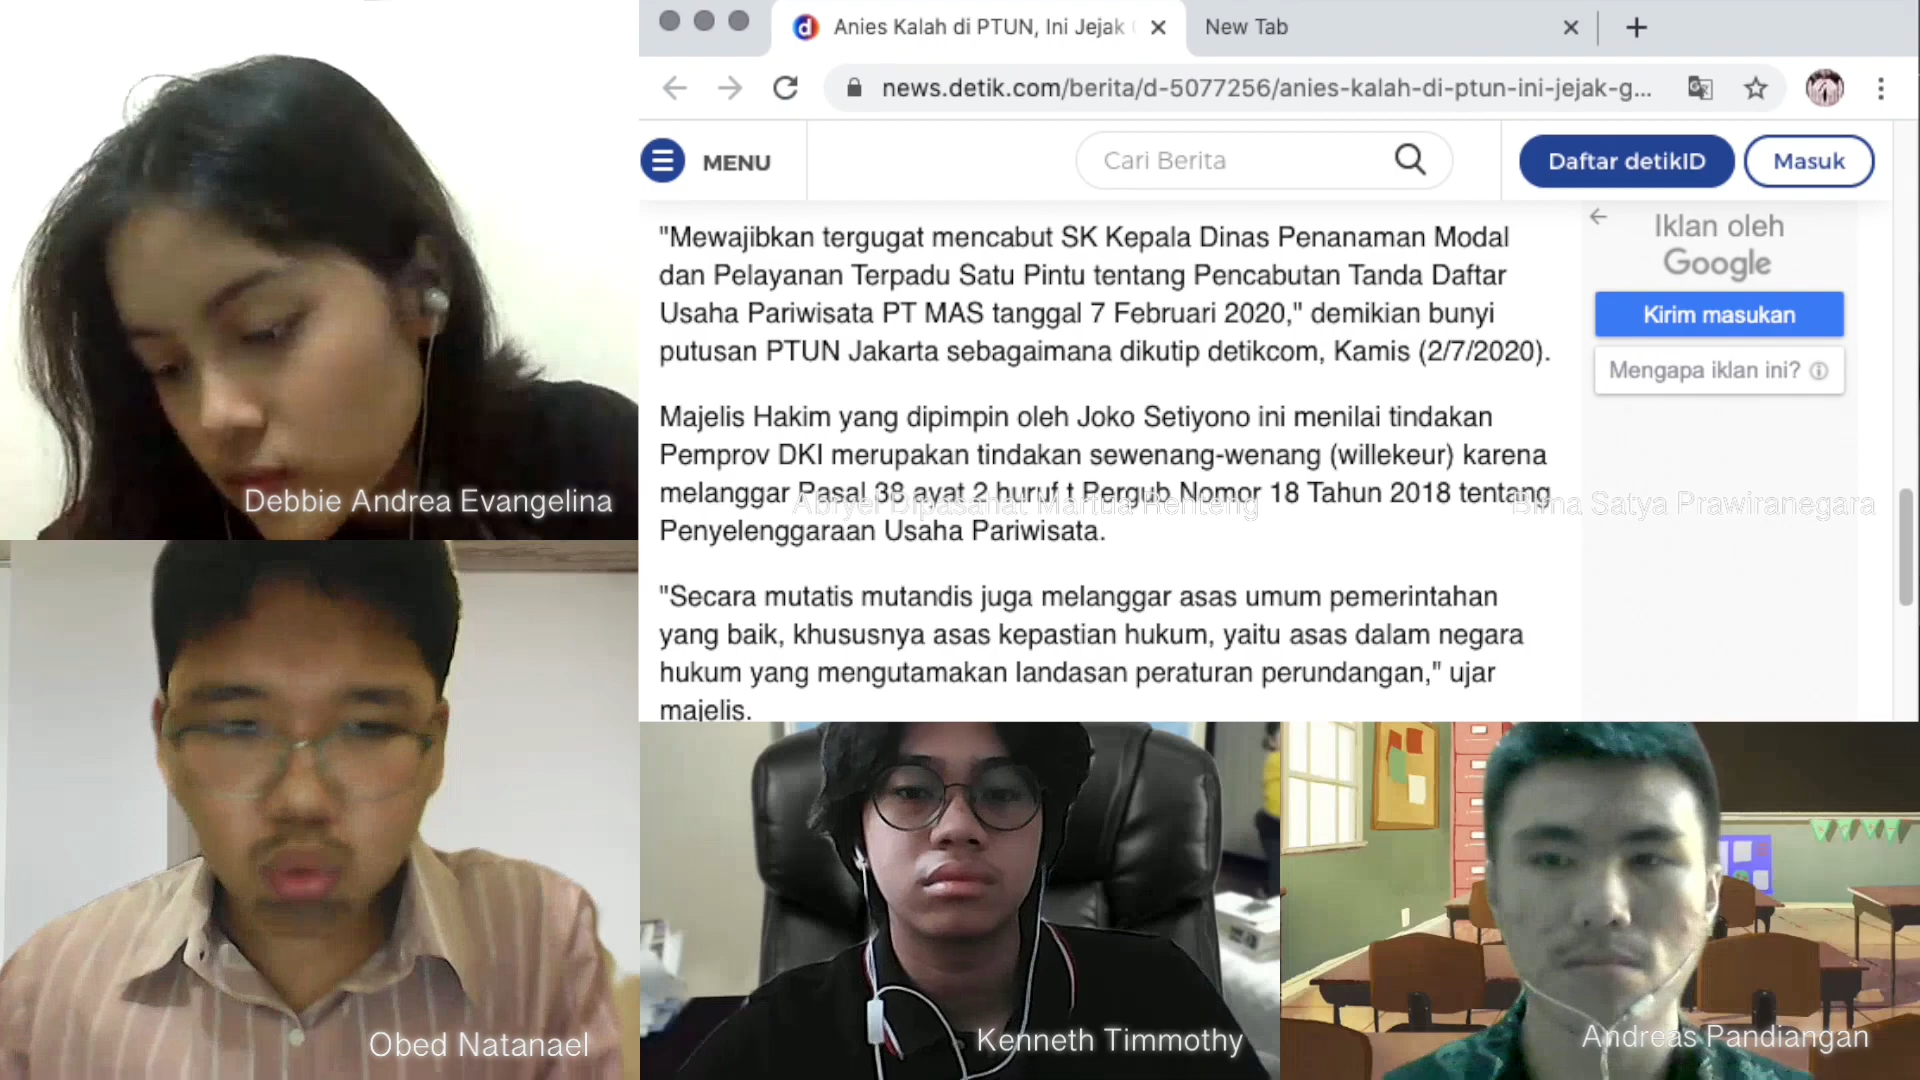 Anies Kalah di PTUN, Ini Jejak
New Tab
news.detik.com/berita/d-5077256/anies-kalah-di-ptun-ini-jejak-g...
MENU
Cari Berita
Daftar detikID
Masuk
"Mewajibkan tergugat mencabut SK Kepala Dinas Penanaman Modal
dan Pelayanan Terpadu Satu Pintu tentang Pencabutan Tanda Daftar
Usaha Pariwisata PT MAS tanggal 7 Februari 2020," demikian bunyi
putusan PTUN Jakarta sebagaimana dikutip detikcom, Kamis (2/7/2020).
Majelis Hakim yang dipimpin oleh Joko Setiyono ini menilai tindakan
Pemprov DKI merupakan tindakan sewenang-wenang (willekeur) karena
melanggar Pasal 38 ayat 2 huruf t Pergub Nomor 18 Tahun 2018 tentang
Penyelenggaraan Usaha Pariwisata.
"Secara mutatis mutandis juga melanggar asas umum pemerintahan
yang baik, khususnya asas kepastian hukum, yaitu asas dalam negara
hukum yang mengutamakan landasan peraturan perundangan," ujar
majelis.
Iklan oleh
Google
Kirim masukan
Mengapa iklan ini?
Debbie Andrea Evangelina
Martua Renteng
Satya Prawiranegara
Obed Natanael
Kenneth Timmothy
Andreas Pandiangan